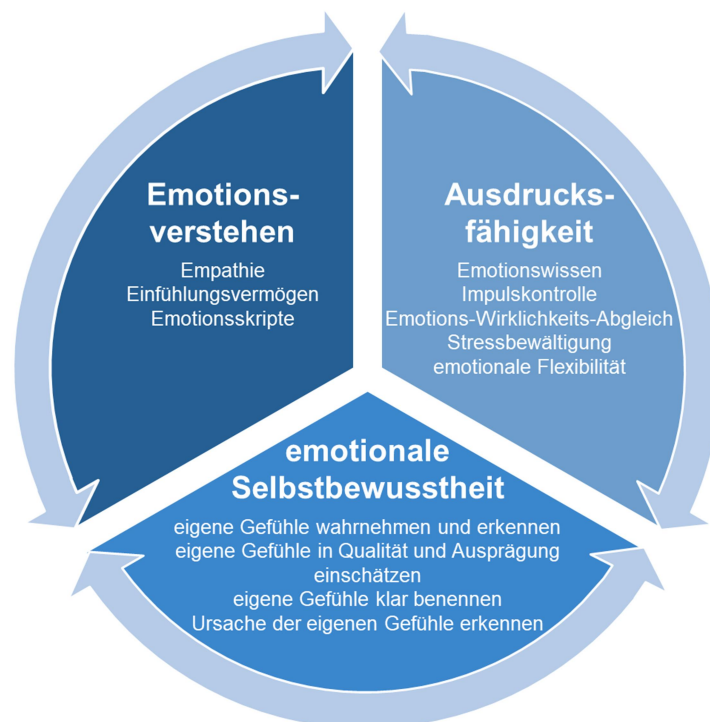 Emotions-
verstehen
Empathie
Einfühlungsvermögen
Emotionsskripte
Ausdrucks-
fähigkeit
Emotionswissen
Impulskontrolle
Emotions-Wirklichkeits-Abgleich
Stressbewältigung
emotionale Flexibilität
emotionale
Selbstbewusstheit
eigene Gefühle wahrnehmen und erkennen
eigene Gefühle in Qualität und Ausprägung
einschätzen
eigene Gefühle klar benennen
Ursache der eigenen Gefühle erkennen